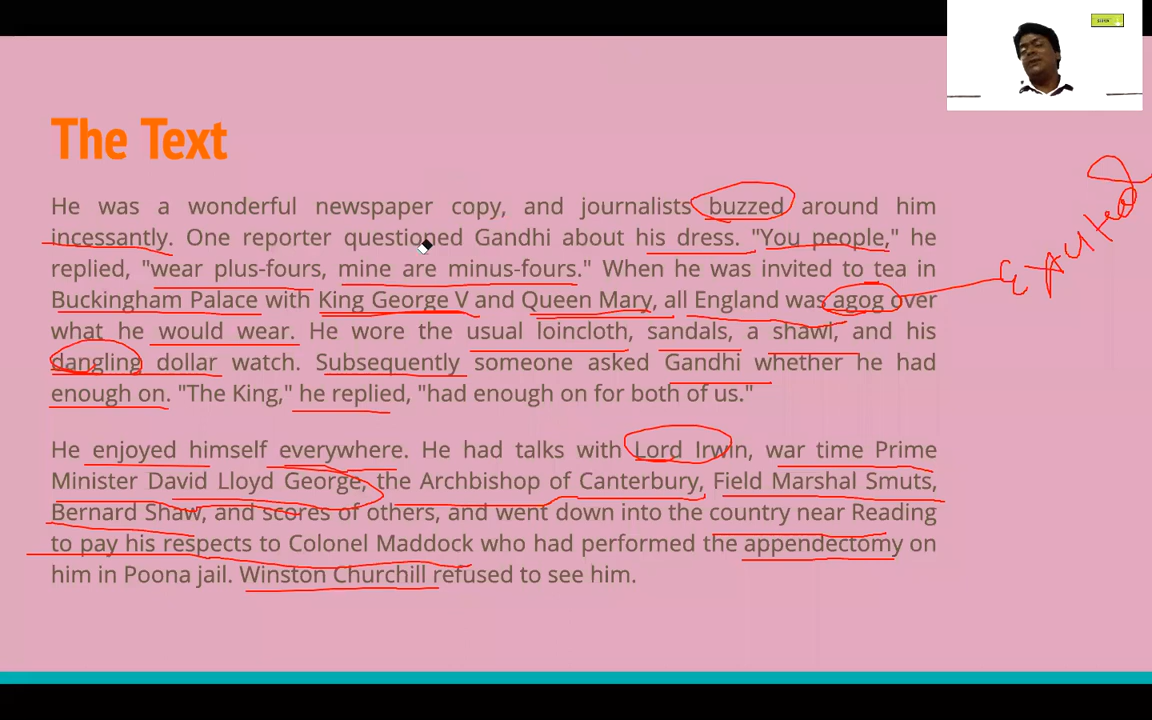 The Text
He was a wonderful newspaper copy, and journalists buzzed around him
incessantly. One reporter questioned Gandhi about his dress. "You people," he
replied, "wear plus-fours, mine are minus-fours." When he was invited to tea in
Buckingham Palace with King George V and Queen Mary, all England was agog over
what he would wear. He wore the usual loincloth, sandals, a shawl, and his
dangling dollar watch. Subsequently someone asked Gandhi whether he had
enough on. "The King," he replied, "had enough on for both of us."
He enjoyed himself everywhere. He had talks with Lord Irwin, war time Prime
Minister David Lloyd George, the Archbishop of Canterbury, Field Marshal Smuts,
Bernard Shaw, and scores of others, and went down into the country near Reading
to pay his respects to Colonel Maddock who had performed the appendectomy on
him in Poona jail. Winston Churchill refused to see him.